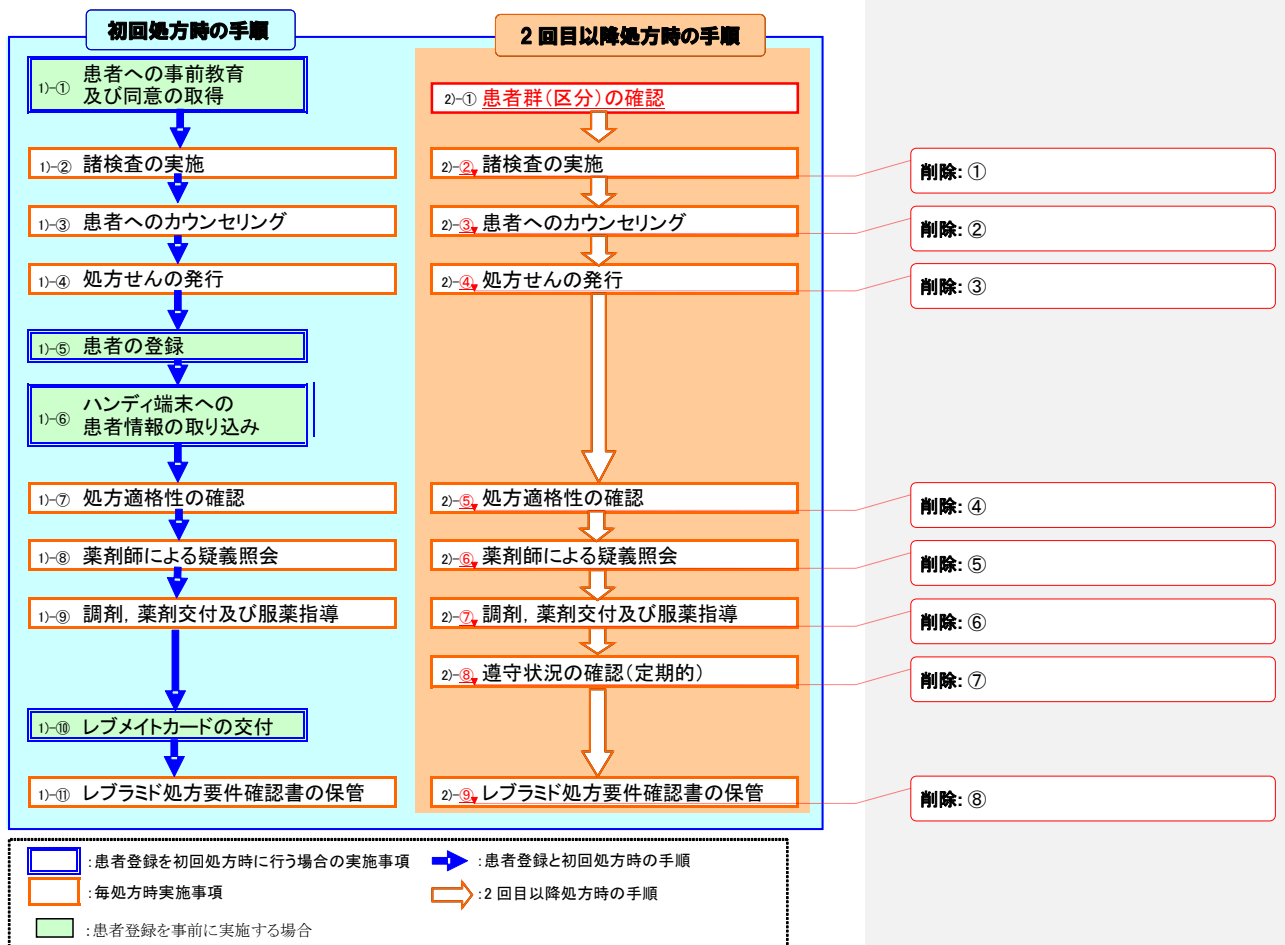 初回処方時の手順
1)-① 患者への事前教育
及び同意の取得
1)-② 諸検査の実施
1)-③ 患者へのカウンセリング
1)-④ 処方せんの発行
1)-⑤ 患者の登録
1)-⑥ ハンディ端末への
患者情報の取り込み
1)-⑦ 処方適格性の確認
1)-⑧ 薬剤師による疑義照会
1)-⑨ 調剤，薬剤交付及び服薬指導
1)-⑩ レブメイトカードの交付
1)-⑪ レブラミド処方要件確認書の保管
2回目以降処方時の手順
2)-① 患者群（区分）の確認
2)-② 諸検査の実施
2)-③ 患者へのカウンセリング
2)-④ 処方せんの発行
2)-⑤ 処方適格性の確認
2)-⑥ 薬剤師による疑義照会
2)-⑦ 調剤，薬剤交付及び服薬指導
2)-⑧ 遵守状況の確認（定期的）
2)-⑨ レブラミド処方要件確認書の保管
削除: ①
削除: ②
削除: ③
削除: ④
削除: ⑤
削除: ⑥
削除: ⑦
削除: ⑧
：患者登録を初回処方時に行う場合の実施事項
：患者登録と初回処方時の手順
：毎処方時実施事項
：2回目以降処方時の手順
：患者登録を事前に実施する場合